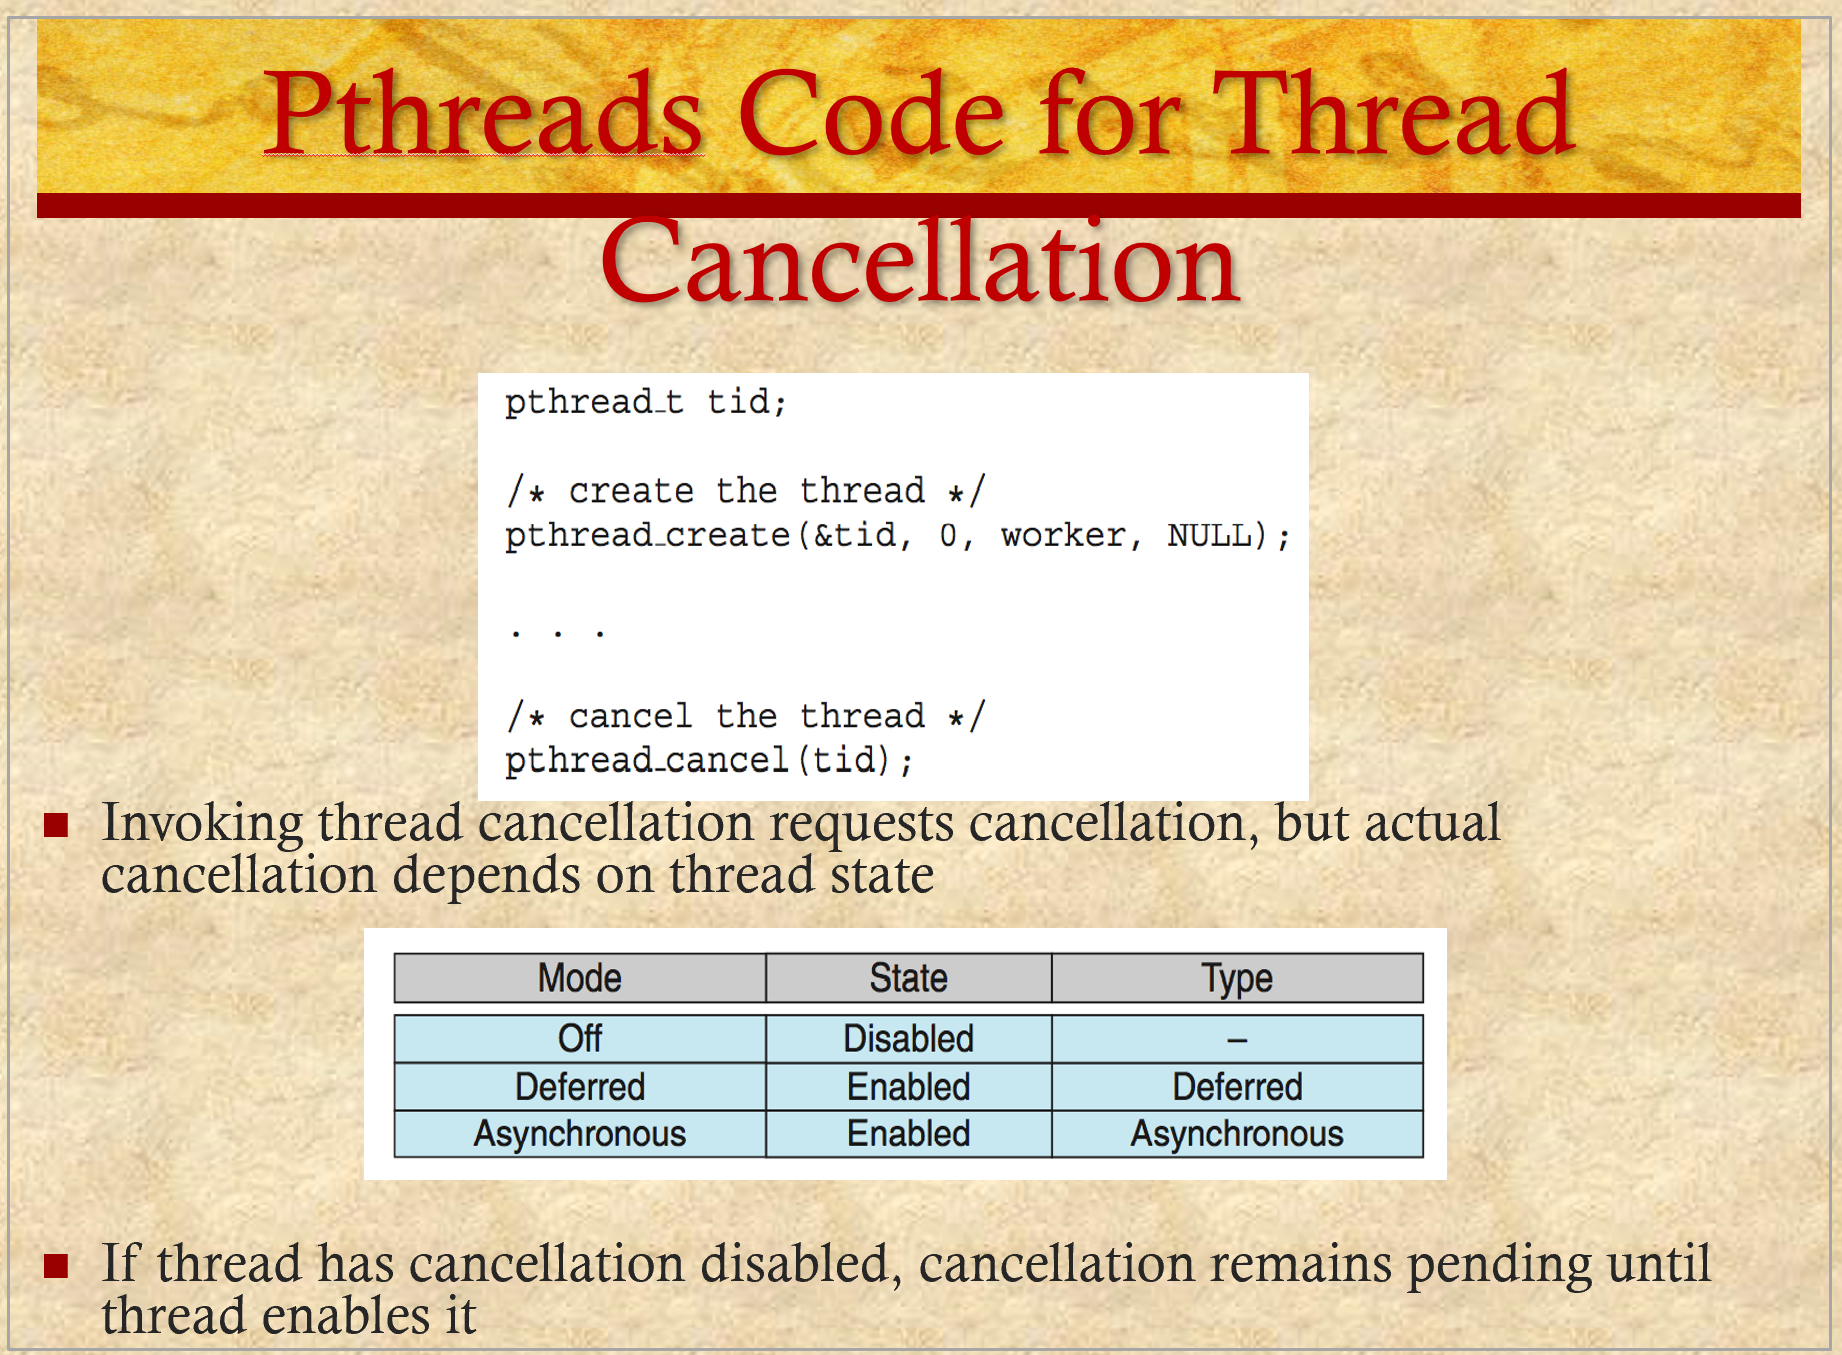 Pthreads Code for Thread
Cancellation
pthread_t tid;
/* create the thread */
pthread_create(&tid, 0, worker, NULL);
. . .
/* cancel the thread */
pthread_cancel(tid);
Invoking thread cancellation requests cancellation, but actual
cancellation depends on thread state
Mode State Type
Off Disabled –
Deferred Enabled Deferred
Asynchronous Enabled Asynchronous
If thread has cancellation disabled, cancellation remains pending until
thread enables it